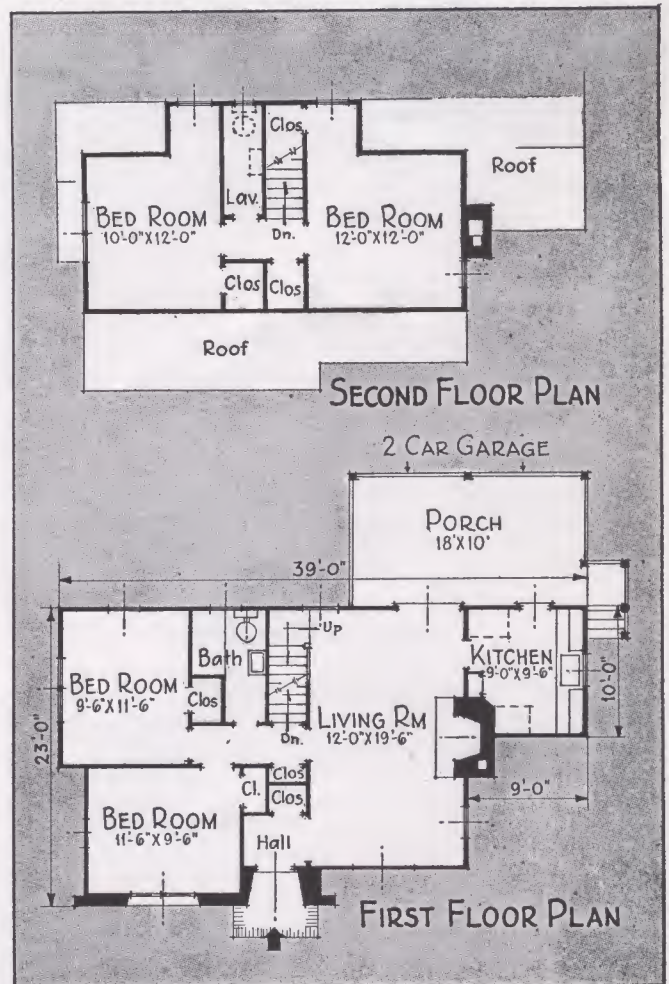 Clos
Roof
Lav.
BED ROOM
10'-0"X12'-0"
BED ROOM
12'-0"X12'-0"
Dn.
Clos
Clos
Roof
SECOND FLOOR PLAN
2 CAR GARAGE
PORCH
18'X10'
39'-0"
Up
Bath
KITCHEN
9'-0"X9'-6"
BED ROOM
9'-6"X11'-6"
Clos
LIVING RM
12'-0"X19'-6"
10'-0"
23'-0"
Dn.
Clos
Cl.
Clos
9'-0"
BED ROOM
11'-6"X9'-6"
Hall
FIRST FLOOR PLAN